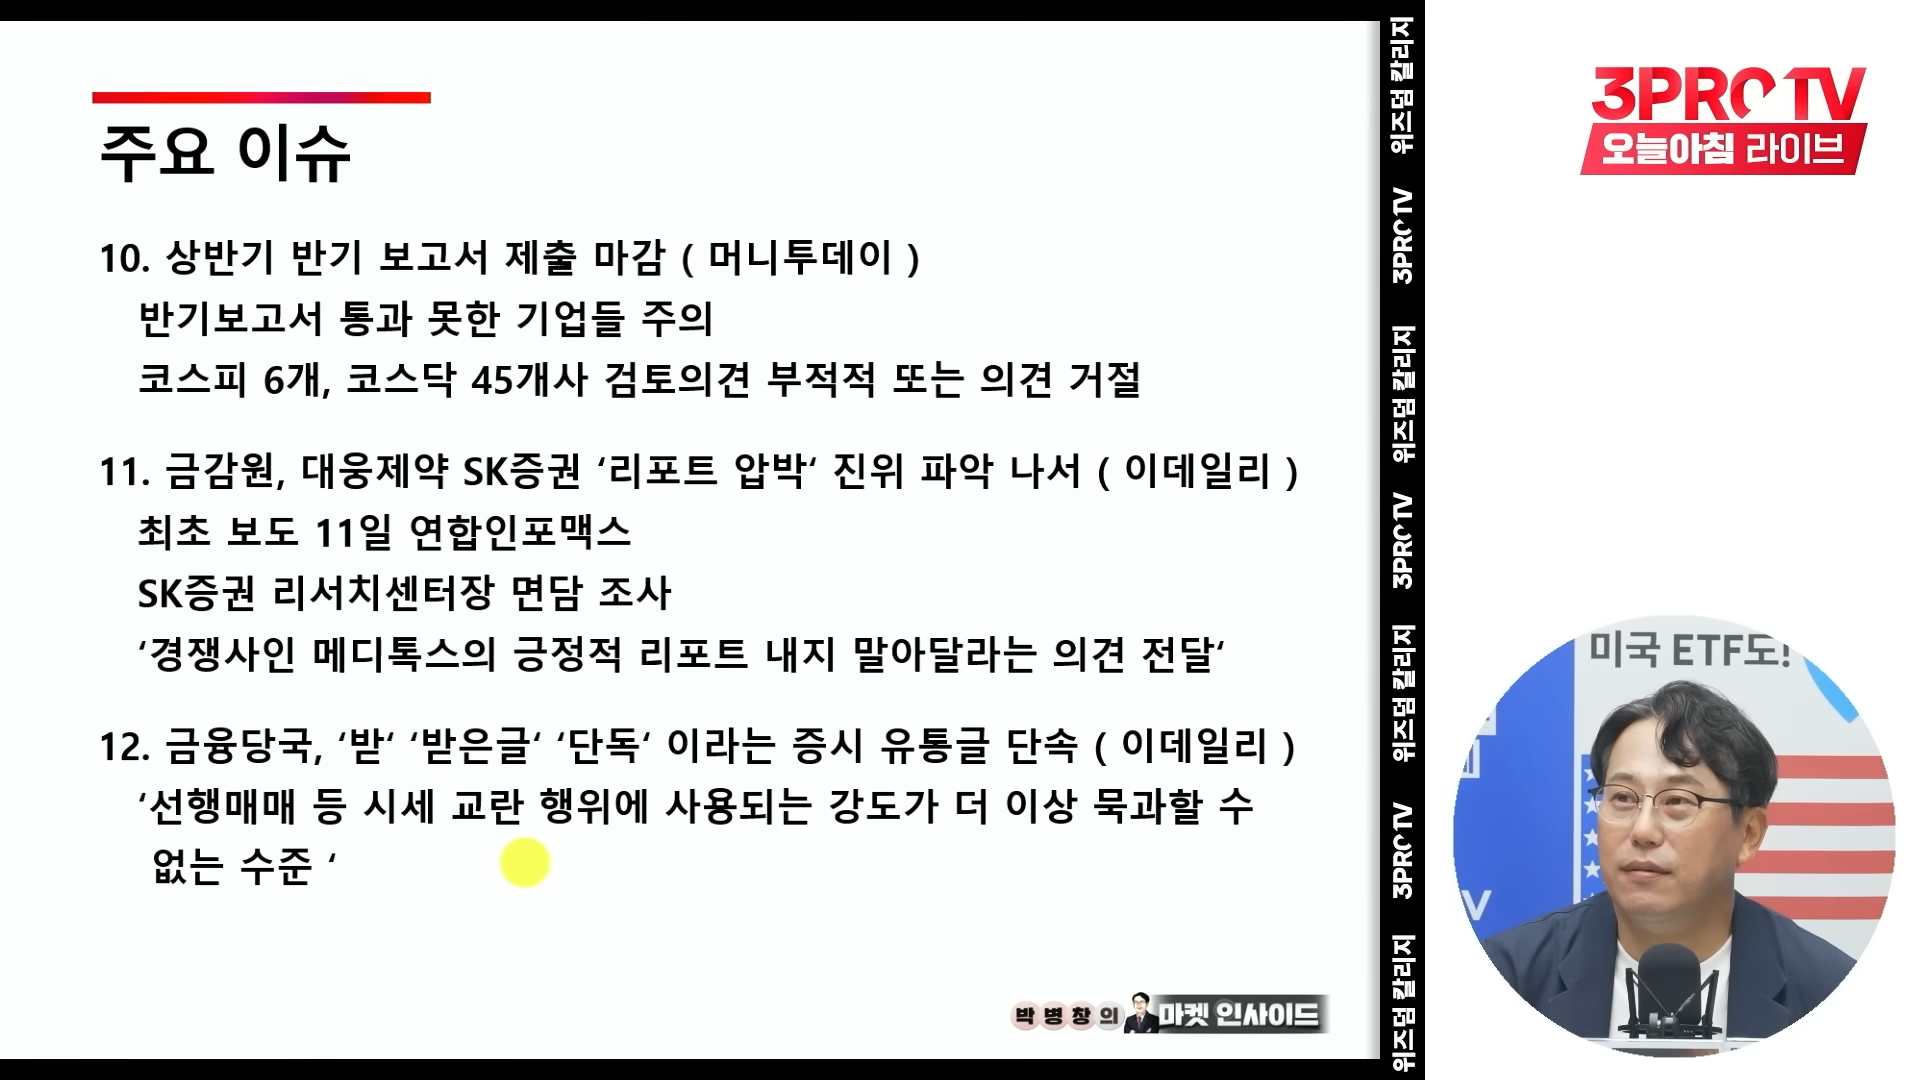 주요 이슈
10. 상반기 반기 보고서 제출 마감 ( 머니투데이 )
반기보고서 통과 못한 기업들 주의
코스피 6개, 코스닥 45개사 검토의견 부적적 또는 의견 거절
11. 금감원, 대웅제약 SK증권 ‘리포트 압박‘ 진위 파악 나서 ( 이데일리 )
최초 보도 11일 연합인포맥스
SK증권 리서치센터장 면담 조사
‘경쟁사인 메디톡스의 긍정적 리포트 내지 말아달라는 의견 전달‘
12. 금융당국, ‘받‘ ‘받은글‘ ‘단독‘ 이라는 증시 유통글 단속 ( 이데일리 )
‘선행매매 등 시세 교란 행위에 사용되는 강도가 더 이상 묵과할 수
없는 수준 ‘
박병창의 마켓 인사이드
위즈덤 칼리지
3PROTV
위즈덤 칼리지
3PROTV
위즈덤 칼리지
3PROTV
위즈덤 칼리지
3PROTV
오늘아침 라이브
미국 ETF도!
V